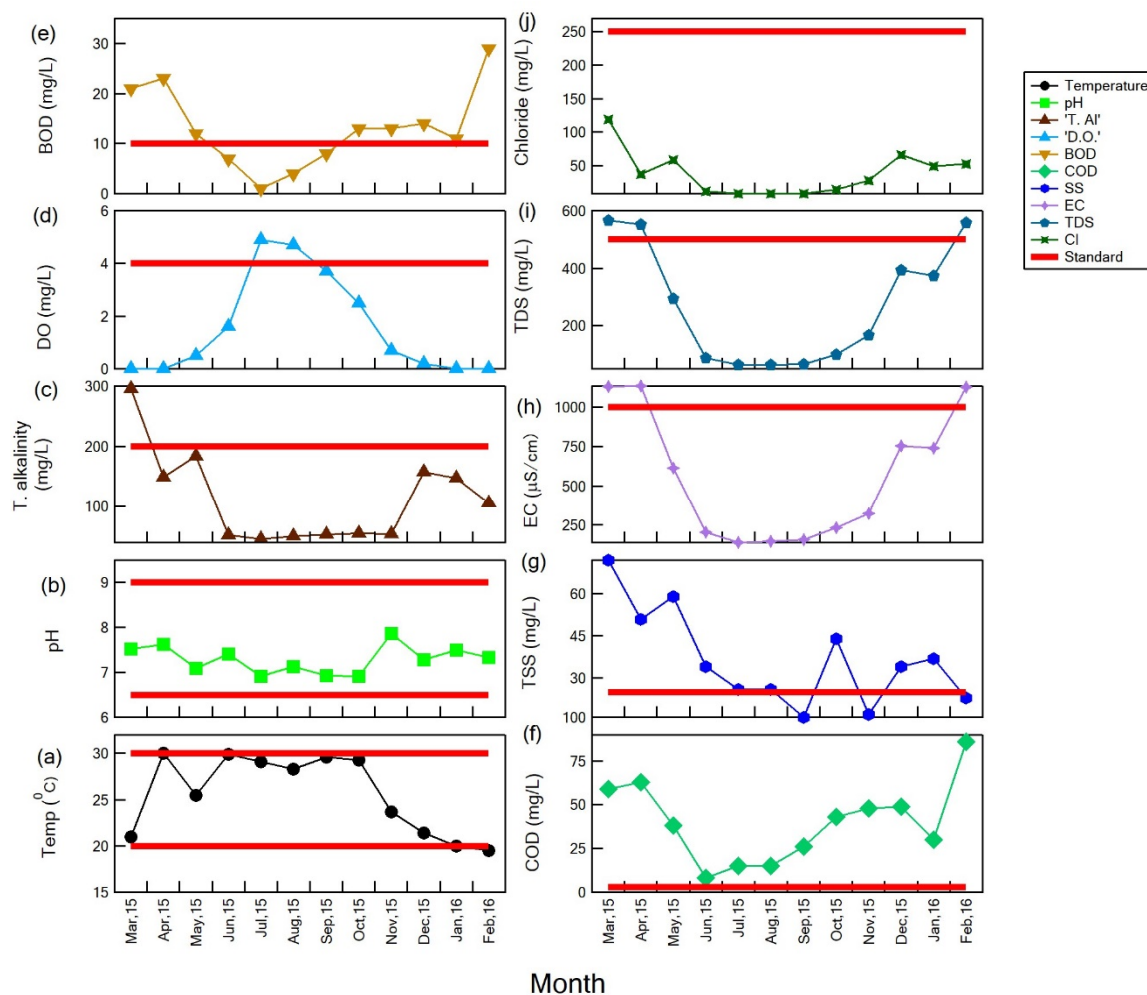 (e)
BOD (mg/L)
30
20
10
0
(d)
DO (mg/L)
6
4
2
0
(c)
T. alkalinity
(mg/L)
300
200
100
(b)
pH
9
8
7
6
(a)
Temp (⁰C)
30
25
20
15
Mar,15
Apr,15
May,15
Jun,15
Jul,15
Aug,15
Sep,15
Oct,15
Nov,15
Dec,15
Jan,16
Feb,16
(j)
Chloride (mg/L)
250
200
150
100
50
(i)
TDS (mg/L)
600
400
200
(h)
EC (µS/cm)
1000
750
500
250
(g)
TSS (mg/L)
60
45
30
(f)
COD (mg/L)
100
75
50
25
0
Mar,15
Apr,15
May,15
Jun,15
Jul,15
Aug,15
Sep,15
Oct,15
Nov,15
Dec,15
Jan,16
Feb,16
Month
Temperature
pH
'T. Al'
'D.O.'
BOD
COD
SS
EC
TDS
Cl
Standard